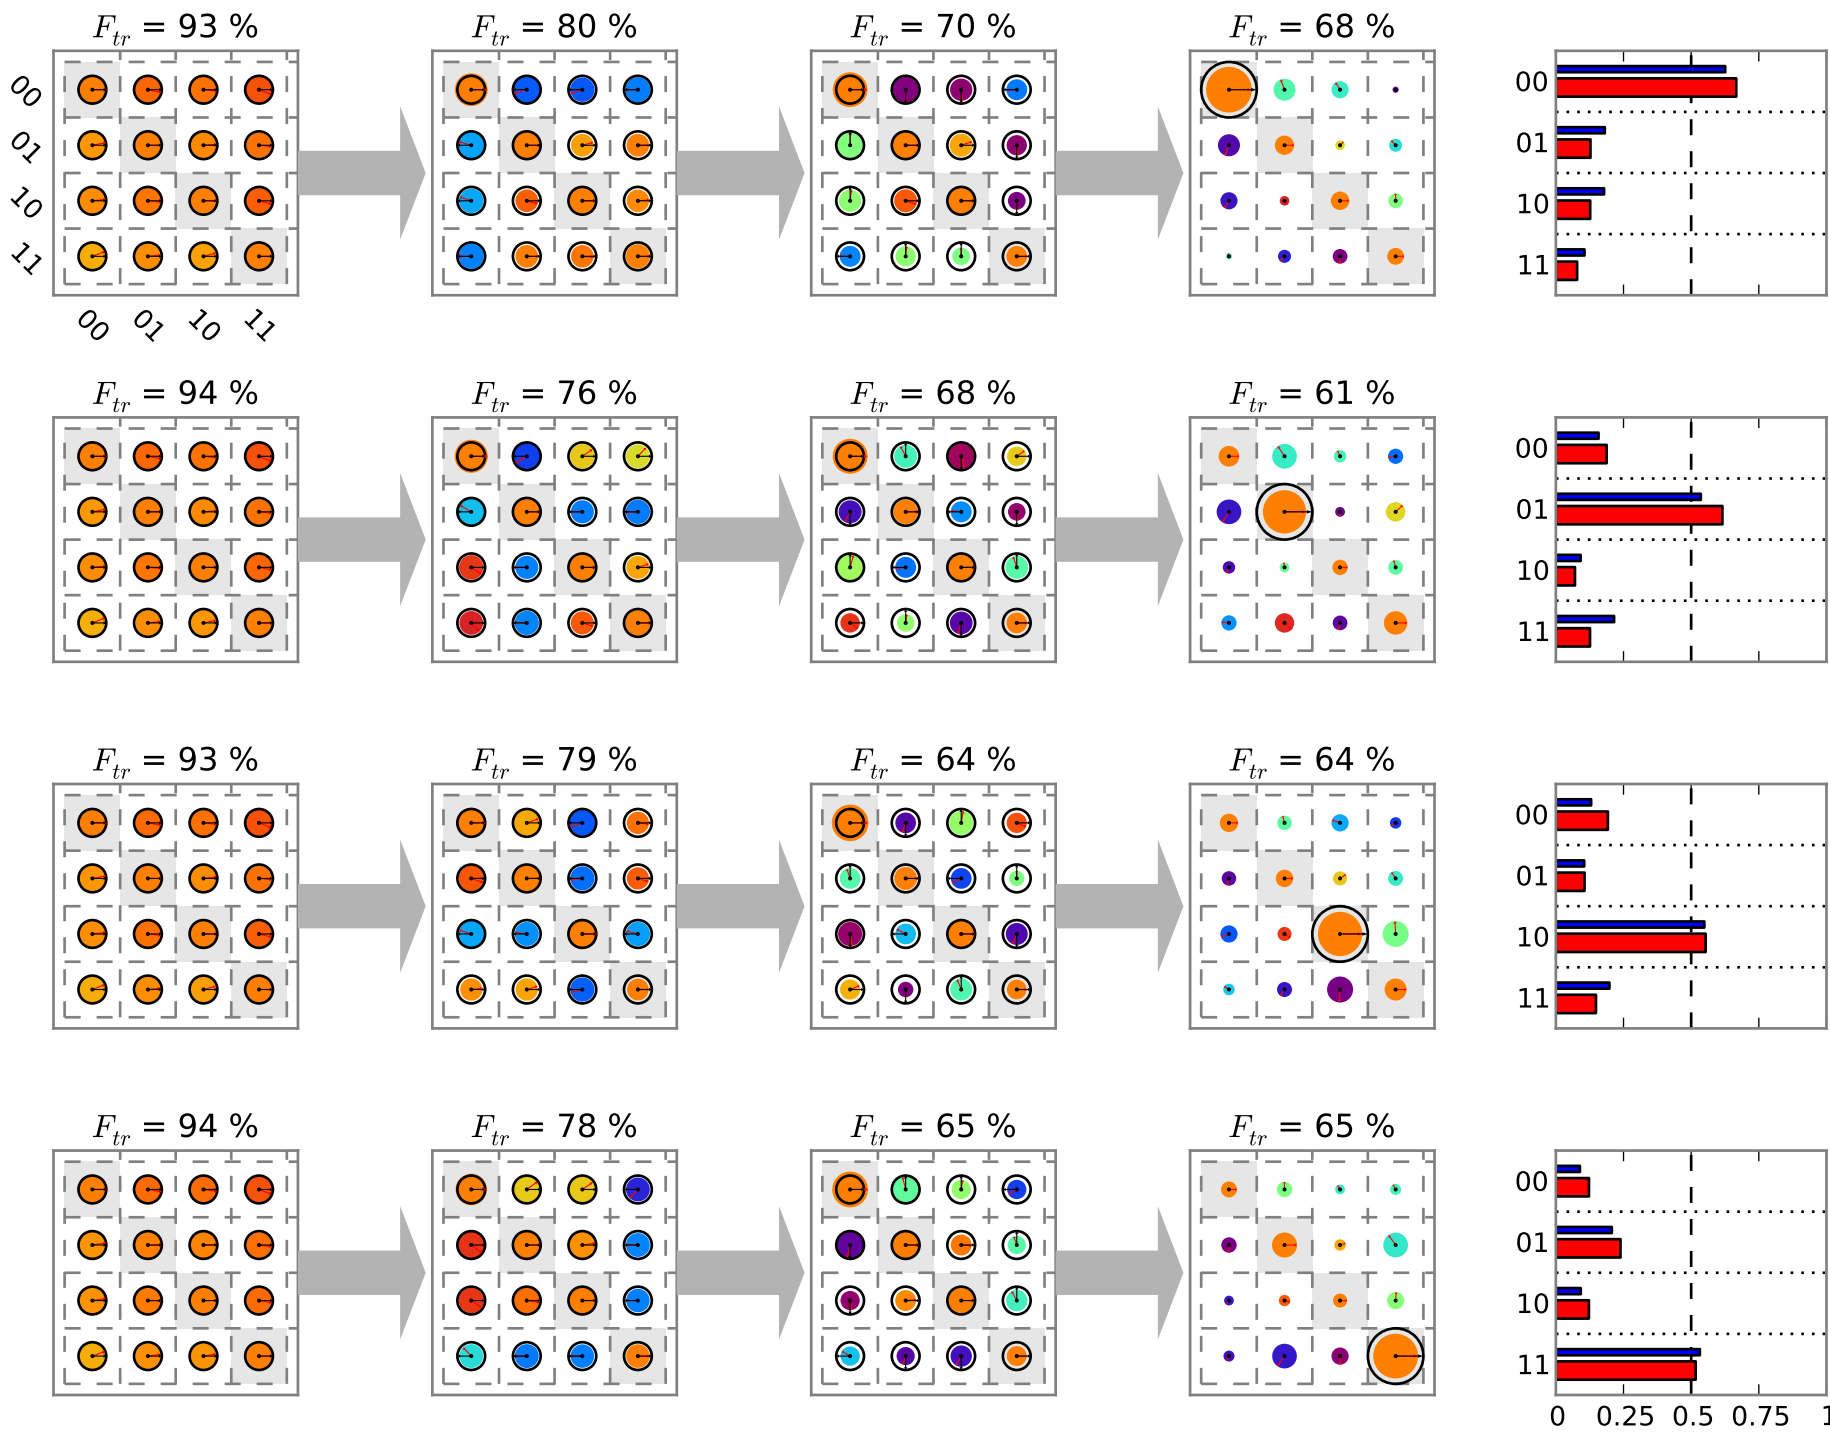 F_tr = 93 %
F_tr = 80 %
F_tr = 70 %
F_tr = 68 %
00
01
10
11
00
01
10
11
00
01
10
11
F_tr = 94 %
F_tr = 76 %
F_tr = 68 %
F_tr = 61 %
00
01
10
11
F_tr = 93 %
F_tr = 79 %
F_tr = 64 %
F_tr = 64 %
00
01
10
11
F_tr = 94 %
F_tr = 78 %
F_tr = 65 %
F_tr = 65 %
00
01
10
11
0 0.25 0.5 0.75 1